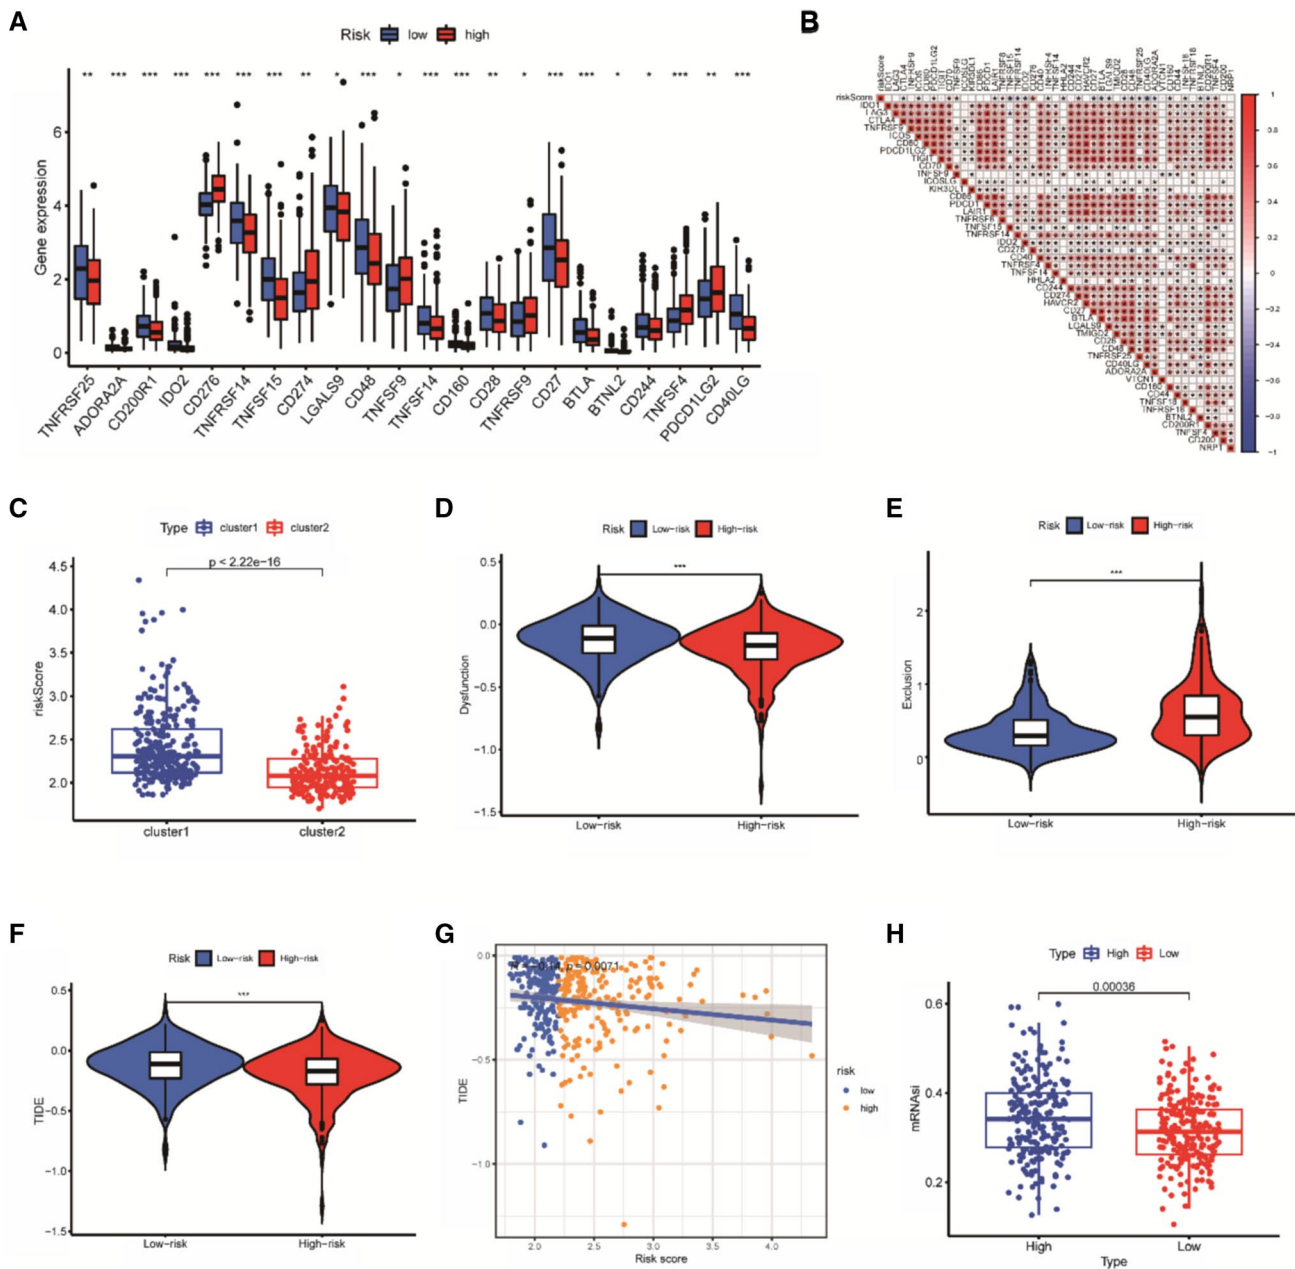 A
Risk low high
** *** *** *** *** *** *** *** * *** * *** *** ** * *** *** * * *** ** ***
Gene expression
6
4
2
0
TNFRSF25
ADORA2A
CD200R1
IDO2
CD276
TNFRSF14
TNFSF15
CD274
LGALS9
CD48
TNFSF9
TNFSF14
CD160
CD28
TNFRSF9
CD27
BTLA
BTNL2
CD244
TNFSF4
PDCD1LG2
CD40LG
B
riskScore
IDO1
LAG3
CTLA4
TNFRSF9
ICOS
CD80
PDCD1LG2
TIGIT
CD70
TNFSF9
ICOSLG
KIR3DL1
CD86
PDCD1
LAIR1
TNFRSF8
TNFSF15
TNFRSF14
IDO2
CD276
CD40
TNFRSF4
TNFSF14
HHLA2
CD244
CD274
HAVCR2
CD27
BTLA
LGALS9
TMIGD2
CD28
CD48
TNFRSF25
CD40LG
ADORA2A
VTCN1
CD160
CD44
TNFSF18
TNFRSF18
BTNL2
CD200R1
TNFSF4
CD200
NRP1
1
0.8
0.6
0.4
0.2
0
−0.2
−0.4
−0.6
−0.8
−1
C
Type cluster1 cluster2
p < 2.22e−16
riskScore
4.5
4.0
3.5
3.0
2.5
2.0
cluster1 cluster2
D
Risk Low−risk High−risk
***
Dysfunction
0.5
0.0
−0.5
−1.0
−1.5
Low−risk High−risk
E
Risk Low−risk High−risk
***
Exclusion
2
1
0
Low−risk High−risk
F
Risk Low−risk High−risk
***
TIDE
0.5
0.0
−0.5
−1.0
−1.5
Low−risk High−risk
G
p = 0.0071
TIDE
0.0
−0.5
−1.0
2.0 2.5 3.0 3.5 4.0
Risk score
risk
low
high
H
Type High Low
0.00036
mRNAsi
0.6
0.4
0.2
High Low
Type